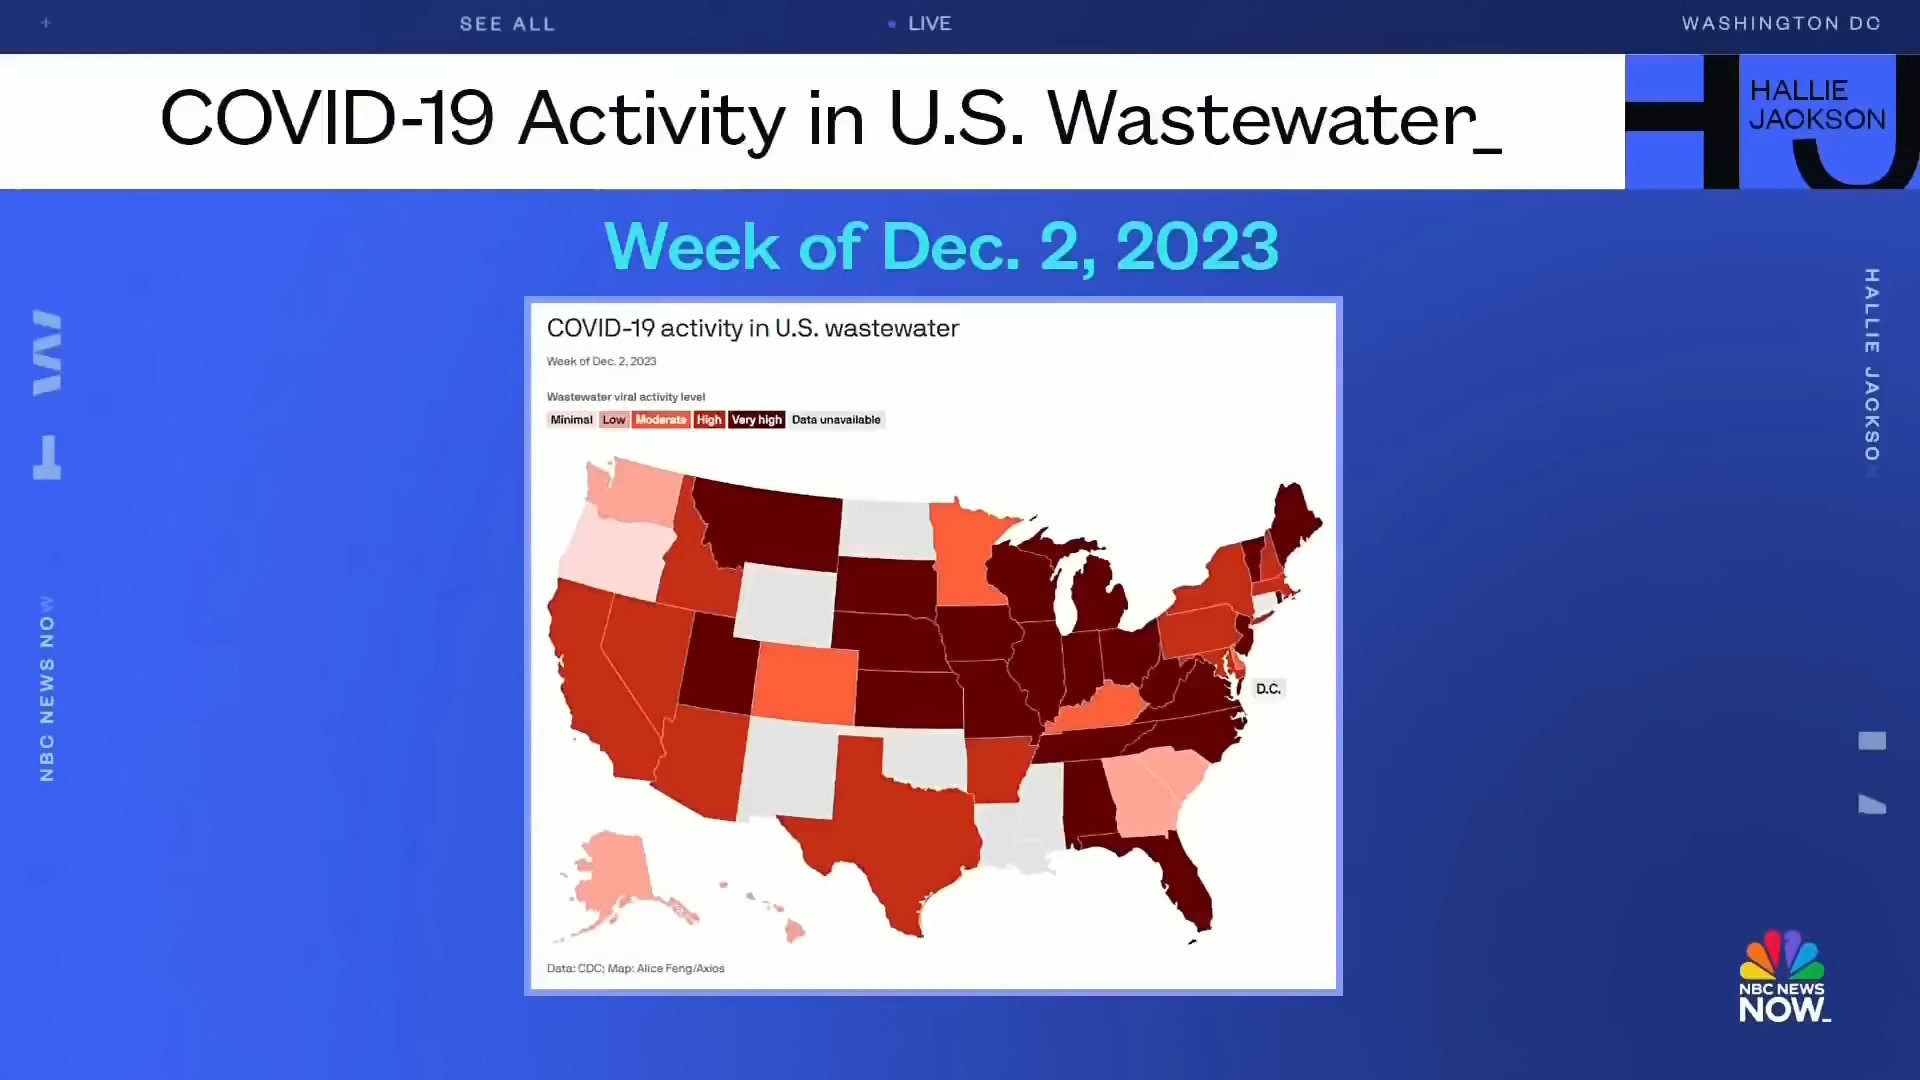 SEE ALL
LIVE
WASHINGTON DC
COVID-19 Activity in U.S. Wastewater_
HALLIE
JACKSON
Week of Dec. 2, 2023
COVID-19 activity in U.S. wastewater
Week of Dec. 2, 2023
Wastewater viral activity level
Minimal Low Moderate High Very high Data unavailable
D.C.
Data: CDC; Map: Alice Feng/Axios
NBC NEWS NOW
HALLIE JACKSO
NBC NEWS
NOW_